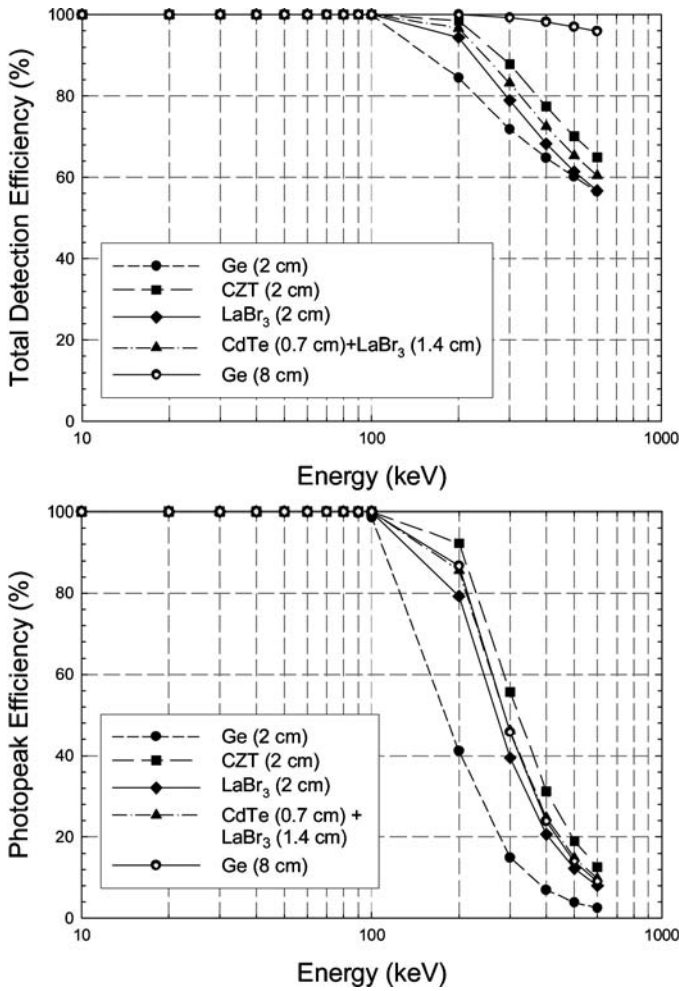 Total Detection Efficiency (%)
100
80
60
40
20
0
Ge (2 cm)
CZT (2 cm)
LaBr₃ (2 cm)
CdTe (0.7 cm)+LaBr₃ (1.4 cm)
Ge (8 cm)
10
100
1000
Energy (keV)
Photopeak Efficiency (%)
100
80
60
40
20
0
Ge (2 cm)
CZT (2 cm)
LaBr₃ (2 cm)
CdTe (0.7 cm) +
LaBr₃ (1.4 cm)
Ge (8 cm)
10
100
1000
Energy (keV)